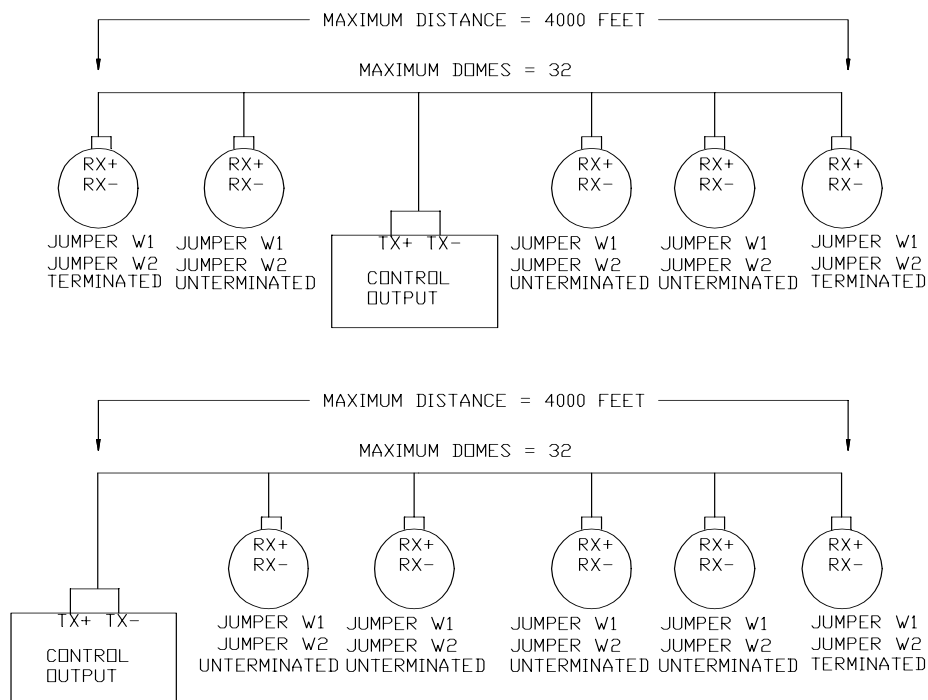 MAXIMUM DISTANCE = 4000 FEET
MAXIMUM DOMES = 32
RX+ RX+ RX+ RX+ RX+
RX- RX- RX- RX- RX-
TX+ TX-
JUMPER W1 JUMPER W1 JUMPER W1 JUMPER W1 JUMPER W1
JUMPER W2 JUMPER W2 JUMPER W2 JUMPER W2 JUMPER W2
TERMINATED UNTERMINATED UNTERMINATED UNTERMINATED TERMINATED
CONTROL
OUTPUT
MAXIMUM DISTANCE = 4000 FEET
MAXIMUM DOMES = 32
RX+ RX+ RX+ RX+ RX+
RX- RX- RX- RX- RX-
TX+ TX-
JUMPER W1 JUMPER W1 JUMPER W1 JUMPER W1 JUMPER W1
JUMPER W2 JUMPER W2 JUMPER W2 JUMPER W2 JUMPER W2
UNTERMINATED UNTERMINATED UNTERMINATED UNTERMINATED TERMINATED
CONTROL
OUTPUT